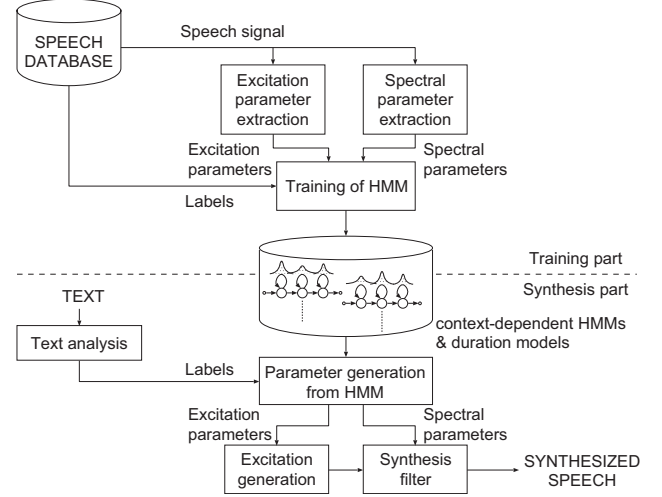 SPEECH
DATABASE
Speech signal
Excitation
parameter
extraction
Spectral
parameter
extraction
Excitation
parameters
Spectral
parameters
Training of HMM
Labels
Training part
Synthesis part
TEXT
context-dependent HMMs
& duration models
Text analysis
Labels
Parameter generation
from HMM
Excitation
parameters
Spectral
parameters
Excitation
generation
Synthesis
filter
SYNTHESIZED
SPEECH